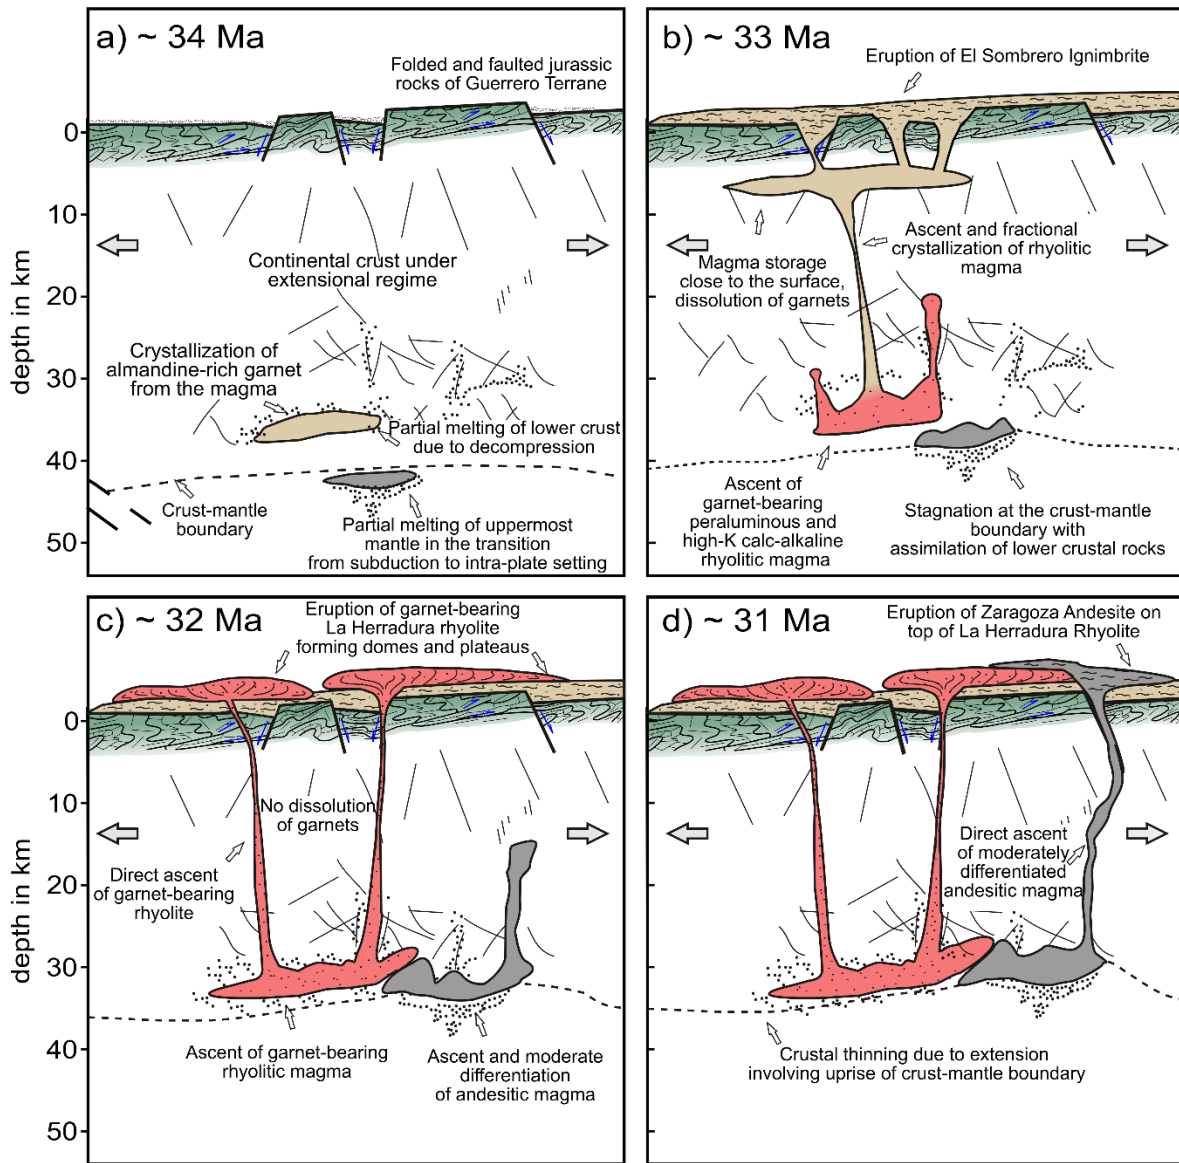 a) ~ 34 Ma
Folded and faulted jurassic
rocks of Guerrero Terrane
0
10
20
30
40
50
depth in km
Continental crust under
extensional regime
Crystallization of
almandine-rich garnet
from the magma
Partial melting of lower crust
due to decompression
Crust-mantle
boundary
Partial melting of uppermost
mantle in the transition
from subduction to intra-plate setting
b) ~ 33 Ma
Eruption of El Sombrero Ignimbrite
Ascent and fractional
crystallization of rhyolitic
magma
Magma storage
close to the surface,
dissolution of garnets
Ascent of
garnet-bearing
peraluminous and
high-K calc-alkaline
rhyolitic magma
Stagnation at the crust-mantle
boundary with
assimilation of lower crustal rocks
c) ~ 32 Ma
Eruption of garnet-bearing
La Herradura rhyolite
forming domes and plateaus
0
10
20
30
40
50
depth in km
No dissolution
of garnets
Direct ascent
of garnet-bearing
rhyolite
Ascent of garnet-bearing
rhyolitic magma
Ascent and moderate
differentiation
of andesitic magma
d) ~ 31 Ma
Eruption of Zaragoza Andesite on
top of La Herradura Rhyolite
Direct ascent
of moderately
differentiated
andesitic magma
Crustal thinning due to extension
involving uprise of crust-mantle boundary